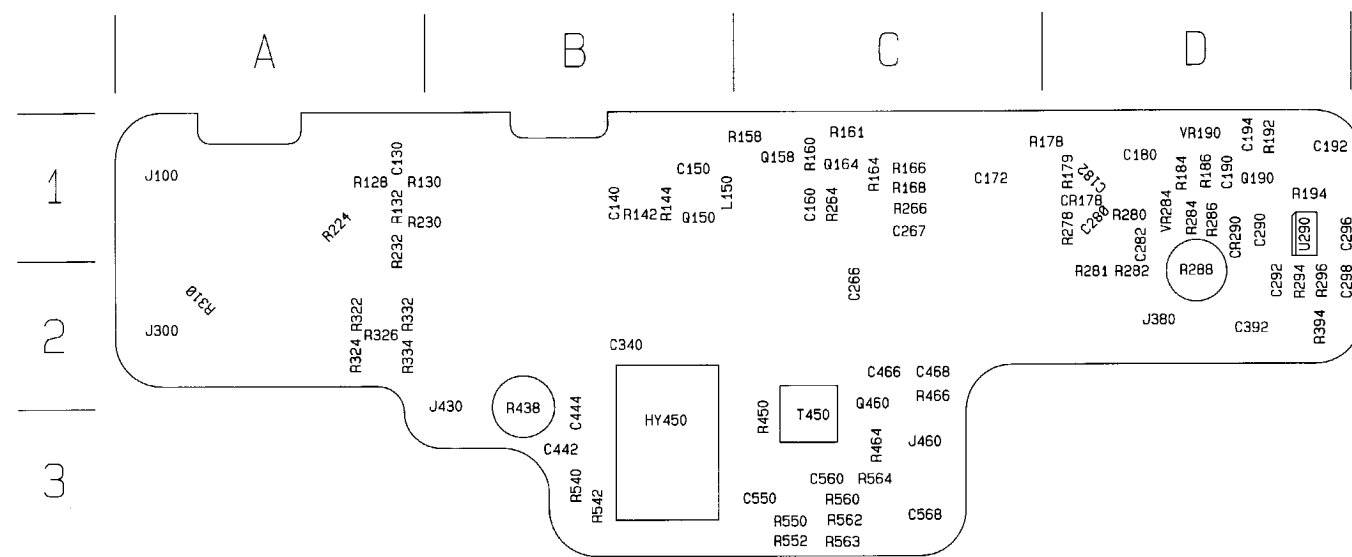 A B C D
1
R158 R161 R178 VR190 C194 R192 C192
C130 C150 Q158 R160 Q164 C180
J100 R128 R130 R164 R166 C172 R179 C182 R184 R186 C190 Q190
R168
C140 R142 R144 Q150 L150 C160 R264 R266 CR178 R194
R132 R224 R230 C267 R278 C280 R280 VR284 R284 R286 CR290 C290 U290 C296
R232 C282
C266 R281 R282 R288 C292 R294 R296 C298
2
R310 R322 R332 J380
J300 R326 C392 R394
R324 R334 C340
C466 C468
R466
J430 R438 C444 HY450 R450 T450 Q460
C442 R464 J460
3
R540 C560 R564
R542 C550 R560
R550 R562 C568
R552 R563